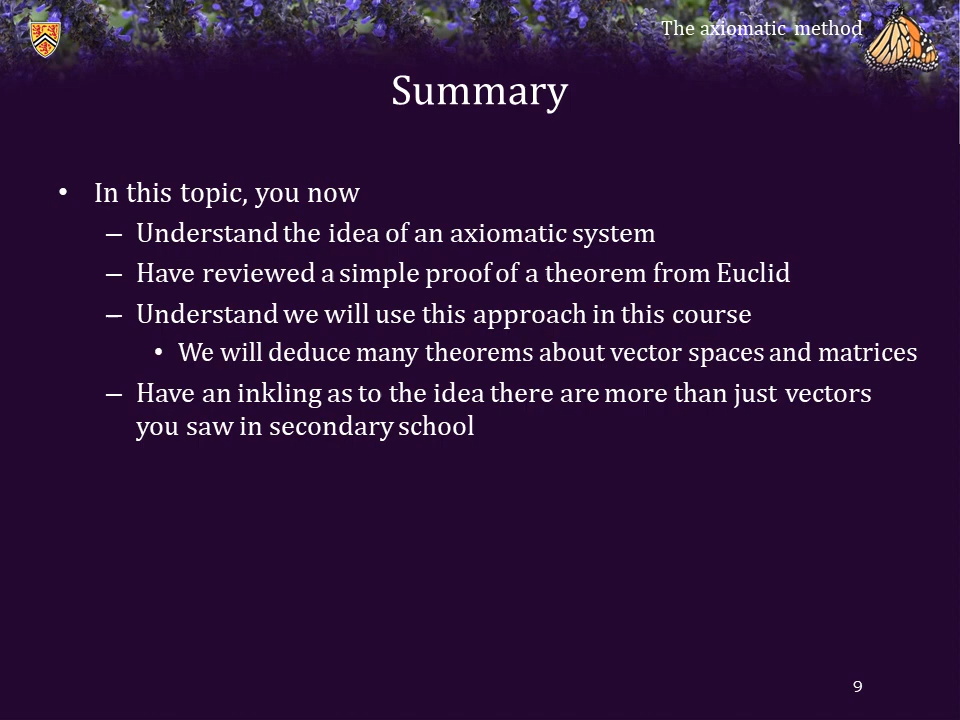 The axiomatic method
Summary
• In this topic, you now
– Understand the idea of an axiomatic system
– Have reviewed a simple proof of a theorem from Euclid
– Understand we will use this approach in this course
• We will deduce many theorems about vector spaces and matrices
– Have an inkling as to the idea there are more than just vectors
you saw in secondary school
9